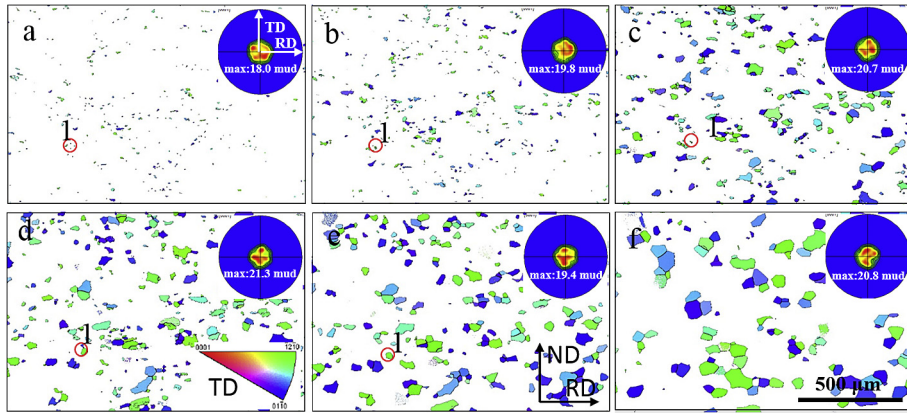 a
TD
RD
max:18.0 mud
1
b
max:19.8 mud
1
c
max:20.7 mud
1
d
max:21.3 mud
1
0001
1210
TD
0110
e
max:19.4 mud
1
ND
RD
f
max:20.8 mud
500 μm